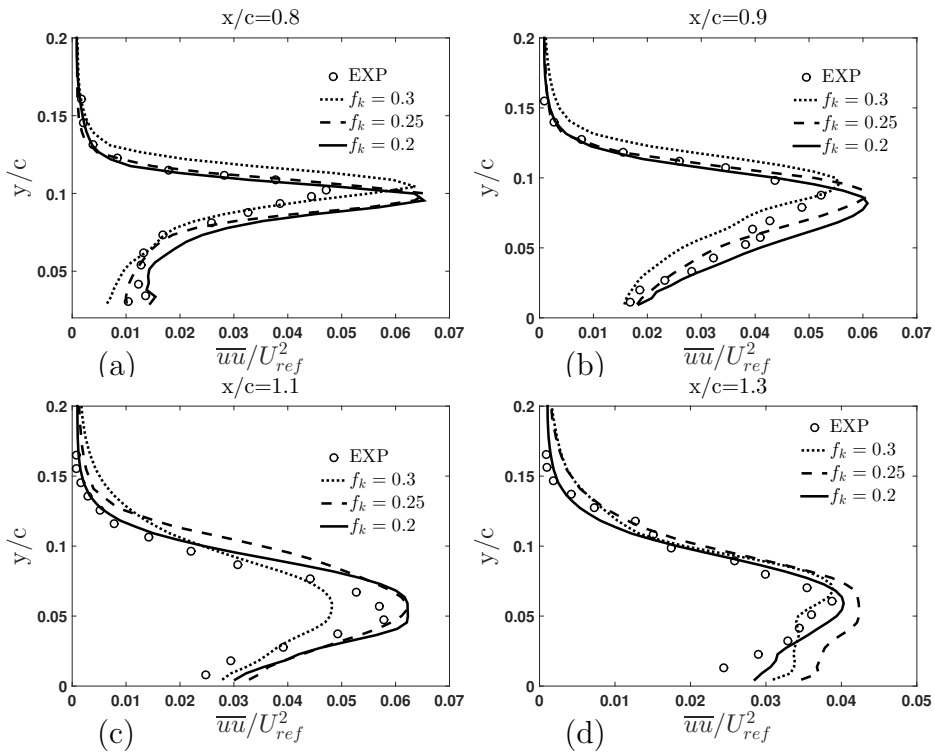 x/c=0.8
0.2
0.15
0.1
0.05
y/c
EXP
f_k = 0.3
f_k = 0.25
f_k = 0.2
0 0.01 0.02 0.03 0.04 0.05 0.06 0.07
(a) \overline{uu}/U_{ref}^2
x/c=0.9
0.2
0.15
0.1
0.05
0
y/c
EXP
f_k = 0.3
f_k = 0.25
f_k = 0.2
0 0.01 0.02 0.03 0.04 0.05 0.06 0.07
(b) \overline{uu}/U_{ref}^2
x/c=1.1
0.2
0.15
0.1
0.05
0
y/c
EXP
f_k = 0.3
f_k = 0.25
f_k = 0.2
0 0.01 0.02 0.03 0.04 0.05 0.06 0.07
(c) \overline{uu}/U_{ref}^2
x/c=1.3
0.2
0.15
0.1
0.05
0
y/c
EXP
f_k = 0.3
f_k = 0.25
f_k = 0.2
0 0.01 0.02 0.03 0.04 0.05
(d) \overline{uu}/U_{ref}^2